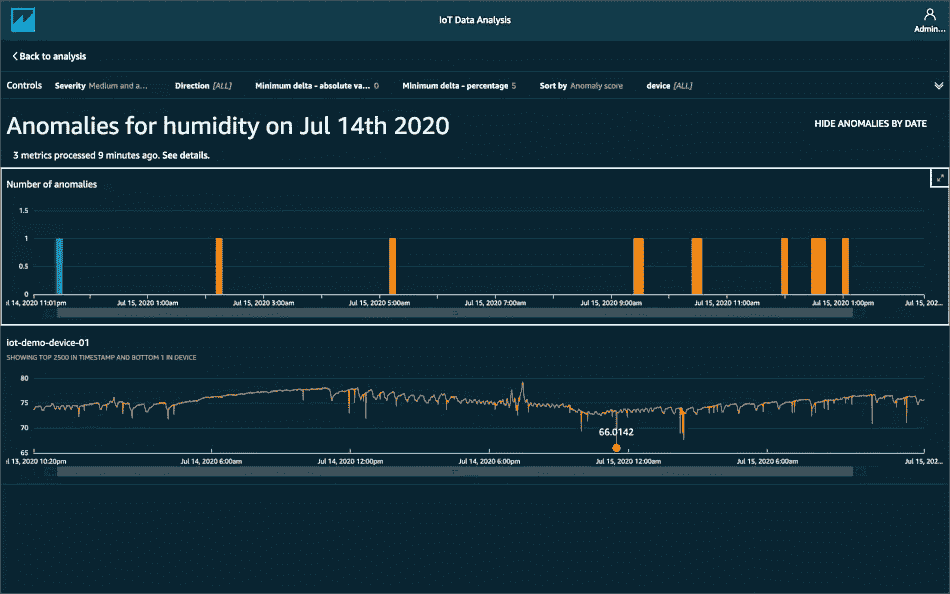 IoT Data Analysis
Admin...
Back to analysis
Controls Severity Medium and a... Direction [ALL] Minimum delta - absolute va... 0 Minimum delta - percentage 5 Sort by Anomaly score device [ALL]
Anomalies for humidity on Jul 14th 2020
HIDE ANOMALIES BY DATE
3 metrics processed 9 minutes ago. See details.
Number of anomalies
1.5
1
0.5
0
ul 14, 2020 11:01pm Jul 15, 2020 1:00am Jul 15, 2020 3:00am Jul 15, 2020 5:00am Jul 15, 2020 7:00am Jul 15, 2020 9:00am Jul 15, 2020 11:00am Jul 15, 2020 1:00pm Jul 15, 202...
iot-demo-device-01
SHOWING TOP 2500 IN TIMESTAMP AND BOTTOM 1 IN DEVICE
80
75
70
66.0142
65
ul 13, 2020 10:20pm Jul 14, 2020 6:00am Jul 14, 2020 12:00pm Jul 14, 2020 6:00pm Jul 15, 2020 12:00am Jul 15, 2020 6:00am Jul 15, 202...